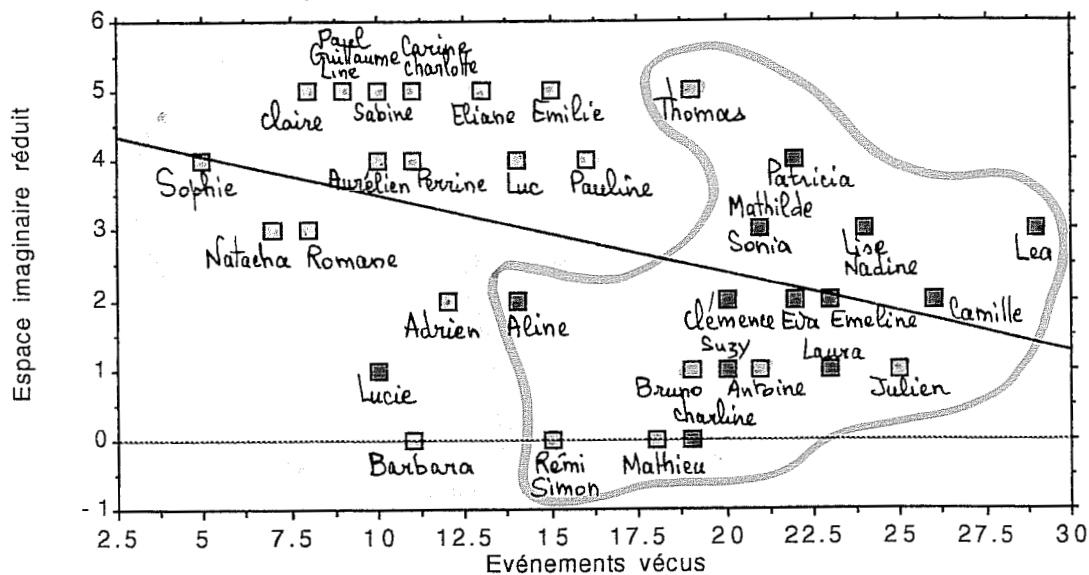 Espace imaginaire réduit
6
5
4
3
2
1
0
-1
Paul
Guillaume
Line
Carine
Charlotte
Claire
Sabine
Eliane
Emilie
Thomas
Sophie
Aurélien
Perrine
Luc
Pauline
Patricia
Mathilde
Sonia
Lise
Nadine
Lea
Natacha
Romane
Adrien
Aline
Clémence
Eva
Emeline
Camille
Suzy
Laura
Lucie
Bruno
Antoine
Julien
Charline
Barbara
Rémi
Simon
Mathieu
2.5 5 7.5 10 12.5 15 17.5 20 22.5 25 27.5 30
Evénements vécus